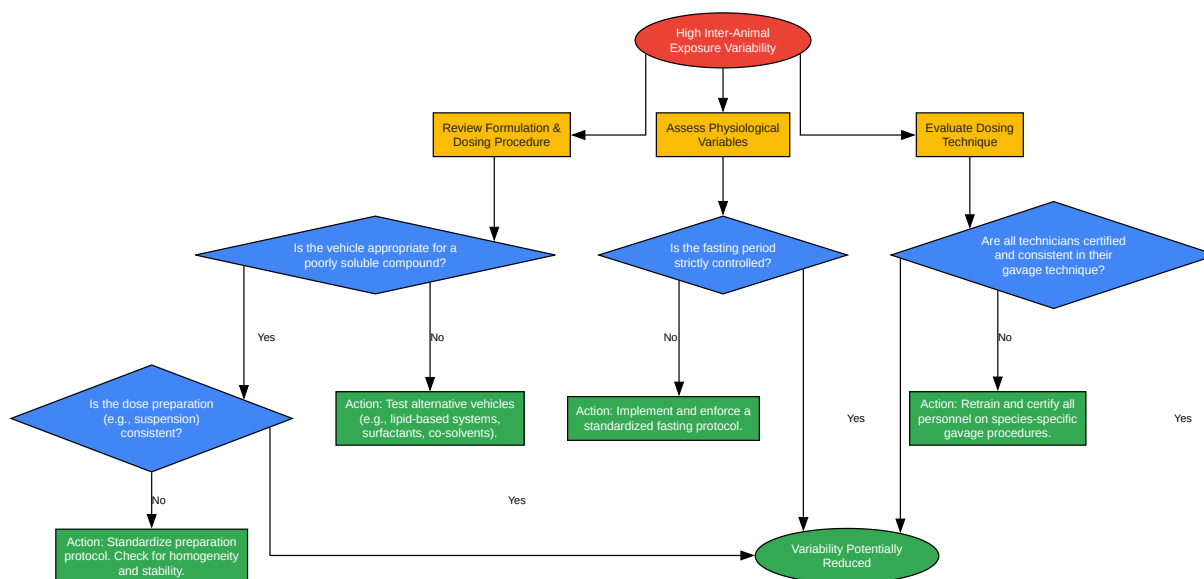 High Inter-Animal
Exposure Variability
Review Formulation &
Dosing Procedure
Assess Physiological
Variables
Evaluate Dosing
Technique
Is the vehicle appropriate for a
poorly soluble compound?
Is the fasting period
strictly controlled?
Are all technicians certified
and consistent in their
gavage technique?
Yes
No
No
No
Is the dose preparation
(e.g., suspension)
consistent?
Action: Test alternative vehicles
(e.g., lipid-based systems,
surfactants, co-solvents).
Action: Implement and enforce a
standardized fasting protocol.
Yes
Action: Retrain and certify all
personnel on species-specific
gavage procedures.
Yes
No
Yes
Action: Standardize preparation
protocol. Check for homogeneity
and stability.
Variability Potentially
Reduced